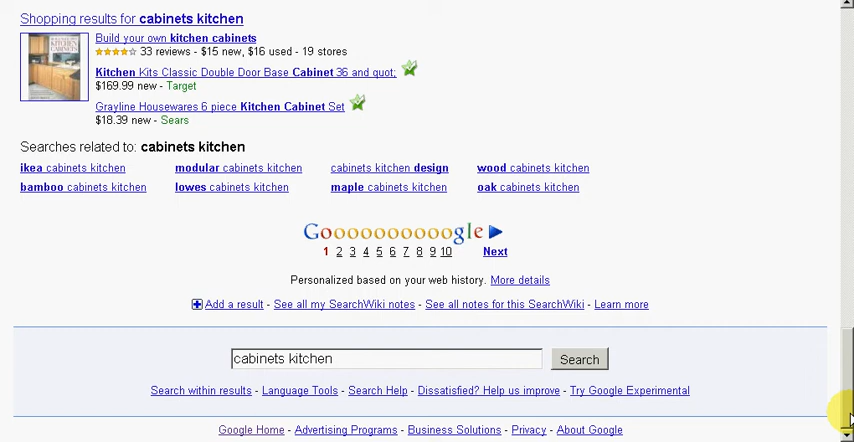 Shopping results for cabinets kitchen
Build your own kitchen cabinets
33 reviews - $15 new, $16 used - 19 stores
Kitchen Kits Classic Double Door Base Cabinet 36 and quot;
$169.99 new - Target
Grayline Housewares 6 piece Kitchen Cabinet Set
$18.39 new - Sears
Searches related to: cabinets kitchen
ikea cabinets kitchen modular cabinets kitchen cabinets kitchen design wood cabinets kitchen
bamboo cabinets kitchen lowes cabinets kitchen maple cabinets kitchen oak cabinets kitchen
Goooooooooogle
1 2 3 4 5 6 7 8 9 10 Next
Personalized based on your web history. More details
Add a result - See all my SearchWiki notes - See all notes for this SearchWiki - Learn more
cabinets kitchen Search
Search within results - Language Tools - Search Help - Dissatisfied? Help us improve - Try Google Experimental
Google Home - Advertising Programs - Business Solutions - Privacy - About Google